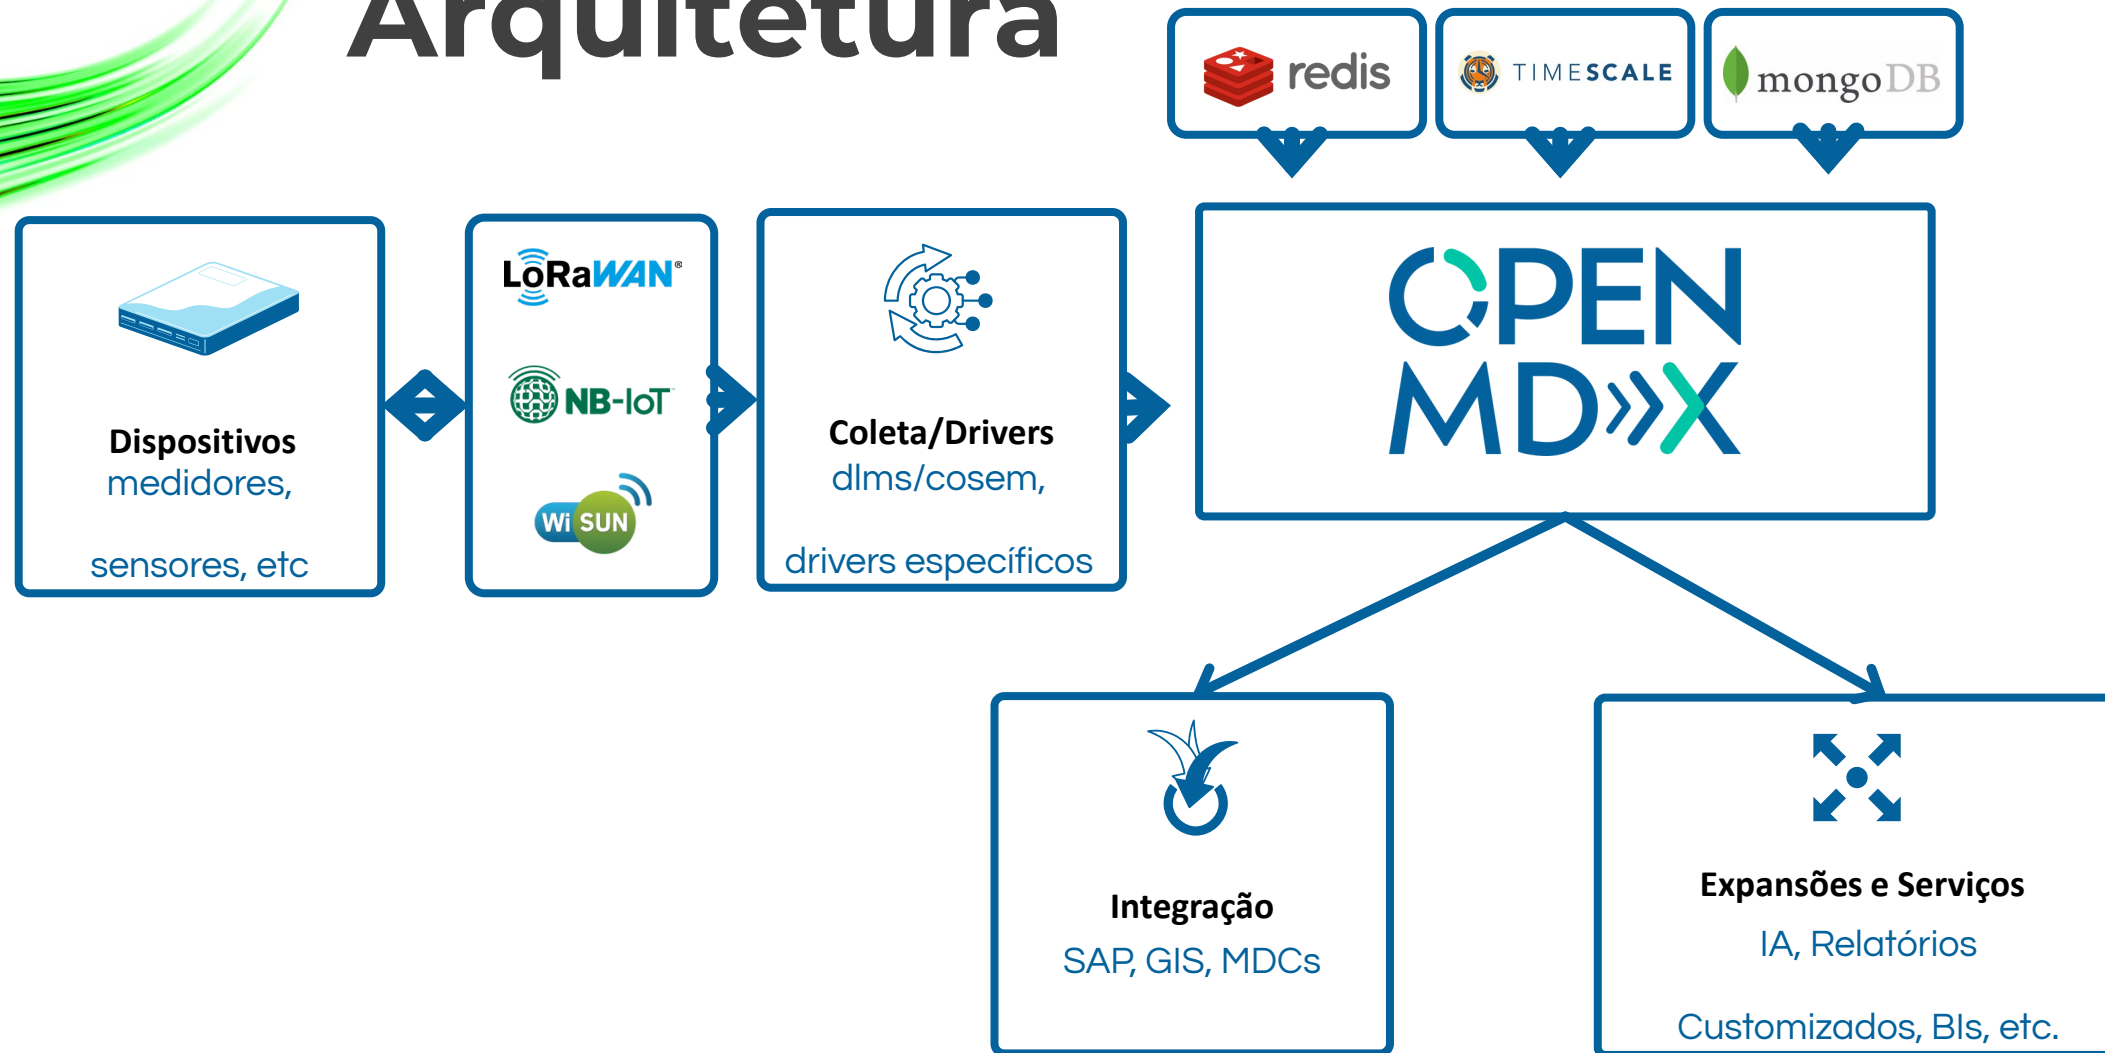 Arquitetura
redis
TIMESCALE
mongoDB
LoRaWAN®
NB-IoT
Wi SUN
Dispositivos
medidores,
sensores, etc
Coleta/Drivers
dlms/cosem,
drivers específicos
OPEN
MDX
Integração
SAP, GIS, MDCs
Expansões e Serviços
IA, Relatórios
Customizados, BIs, etc.